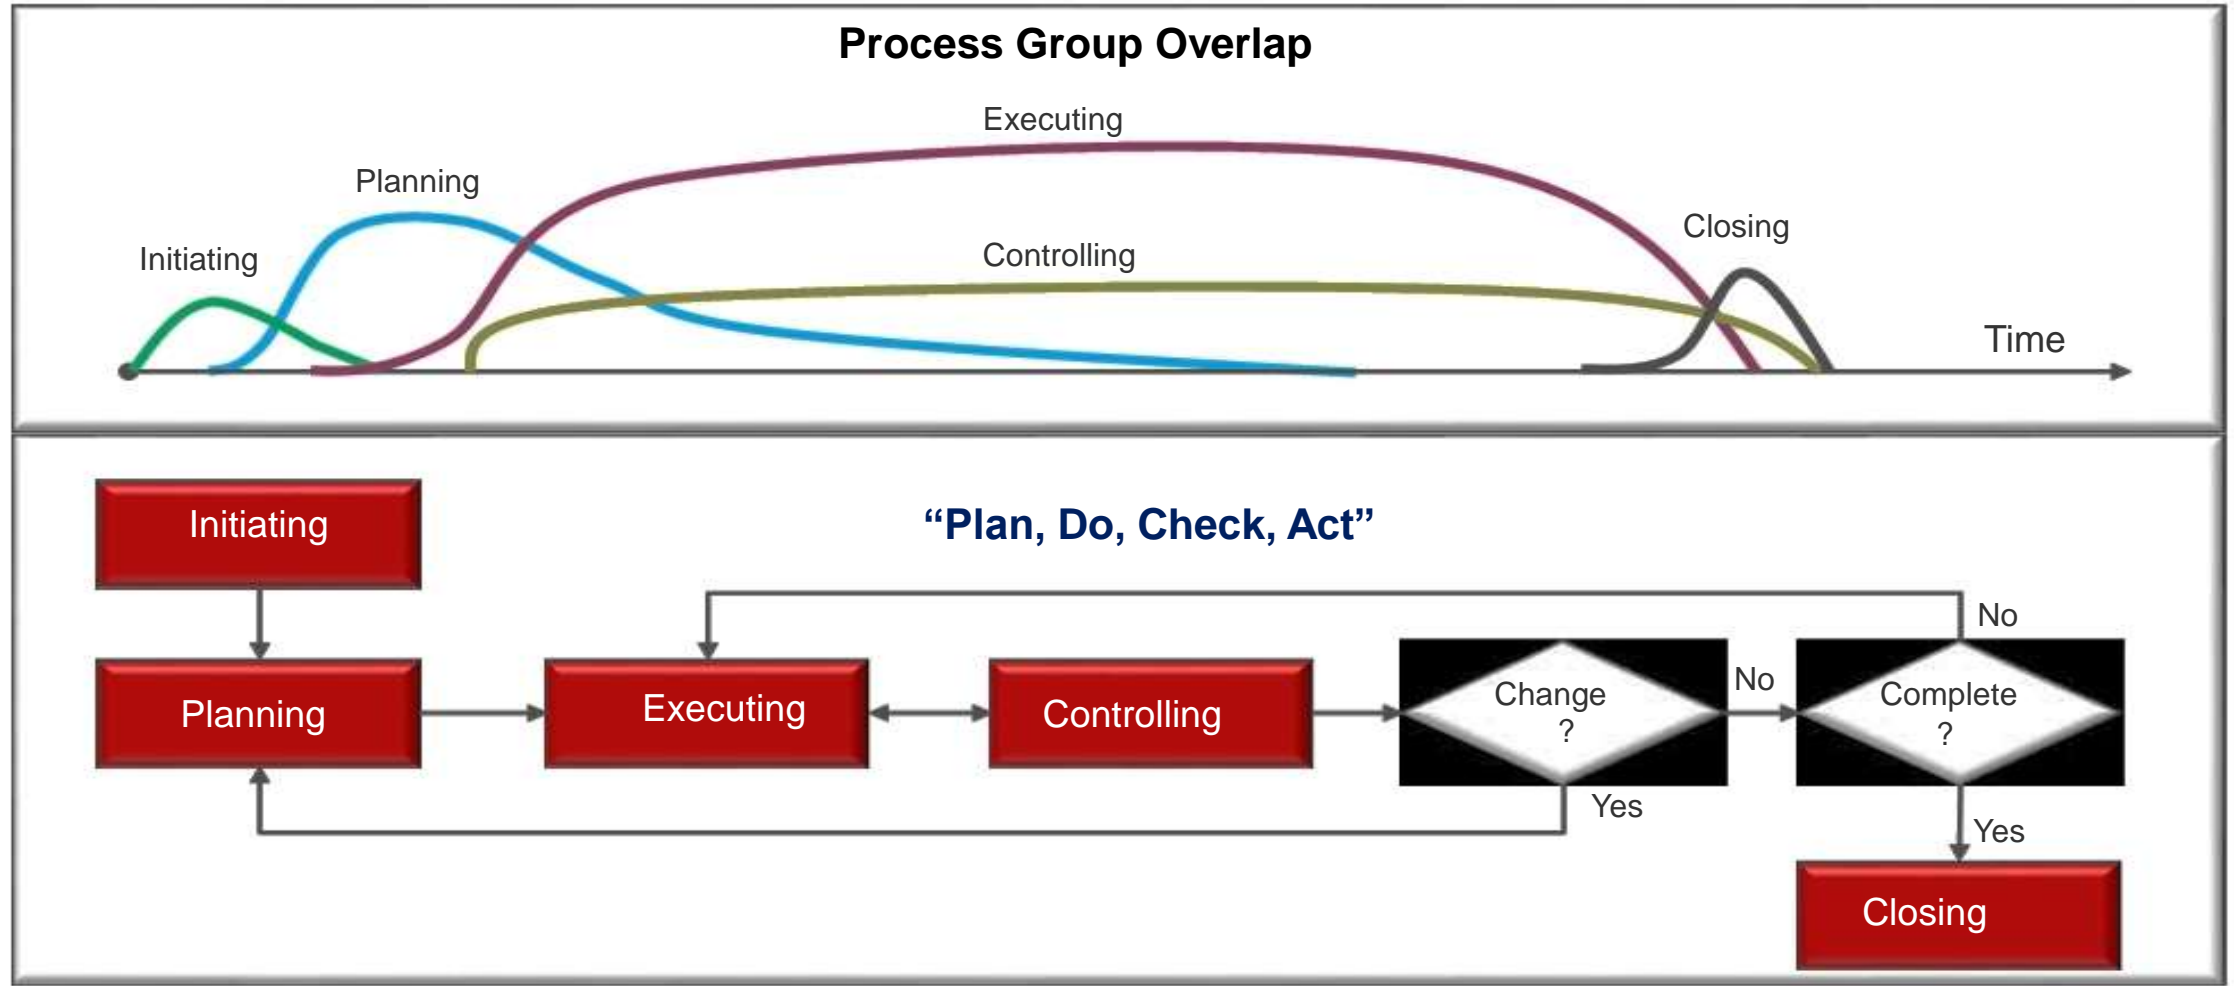 Process Group Overlap
Executing
Planning
Closing
Initiating
Controlling
Time
Initiating
“Plan, Do, Check, Act”
No
Planning
Executing
Controlling
Change
?
No
Complete
?
Yes
Yes
Closing